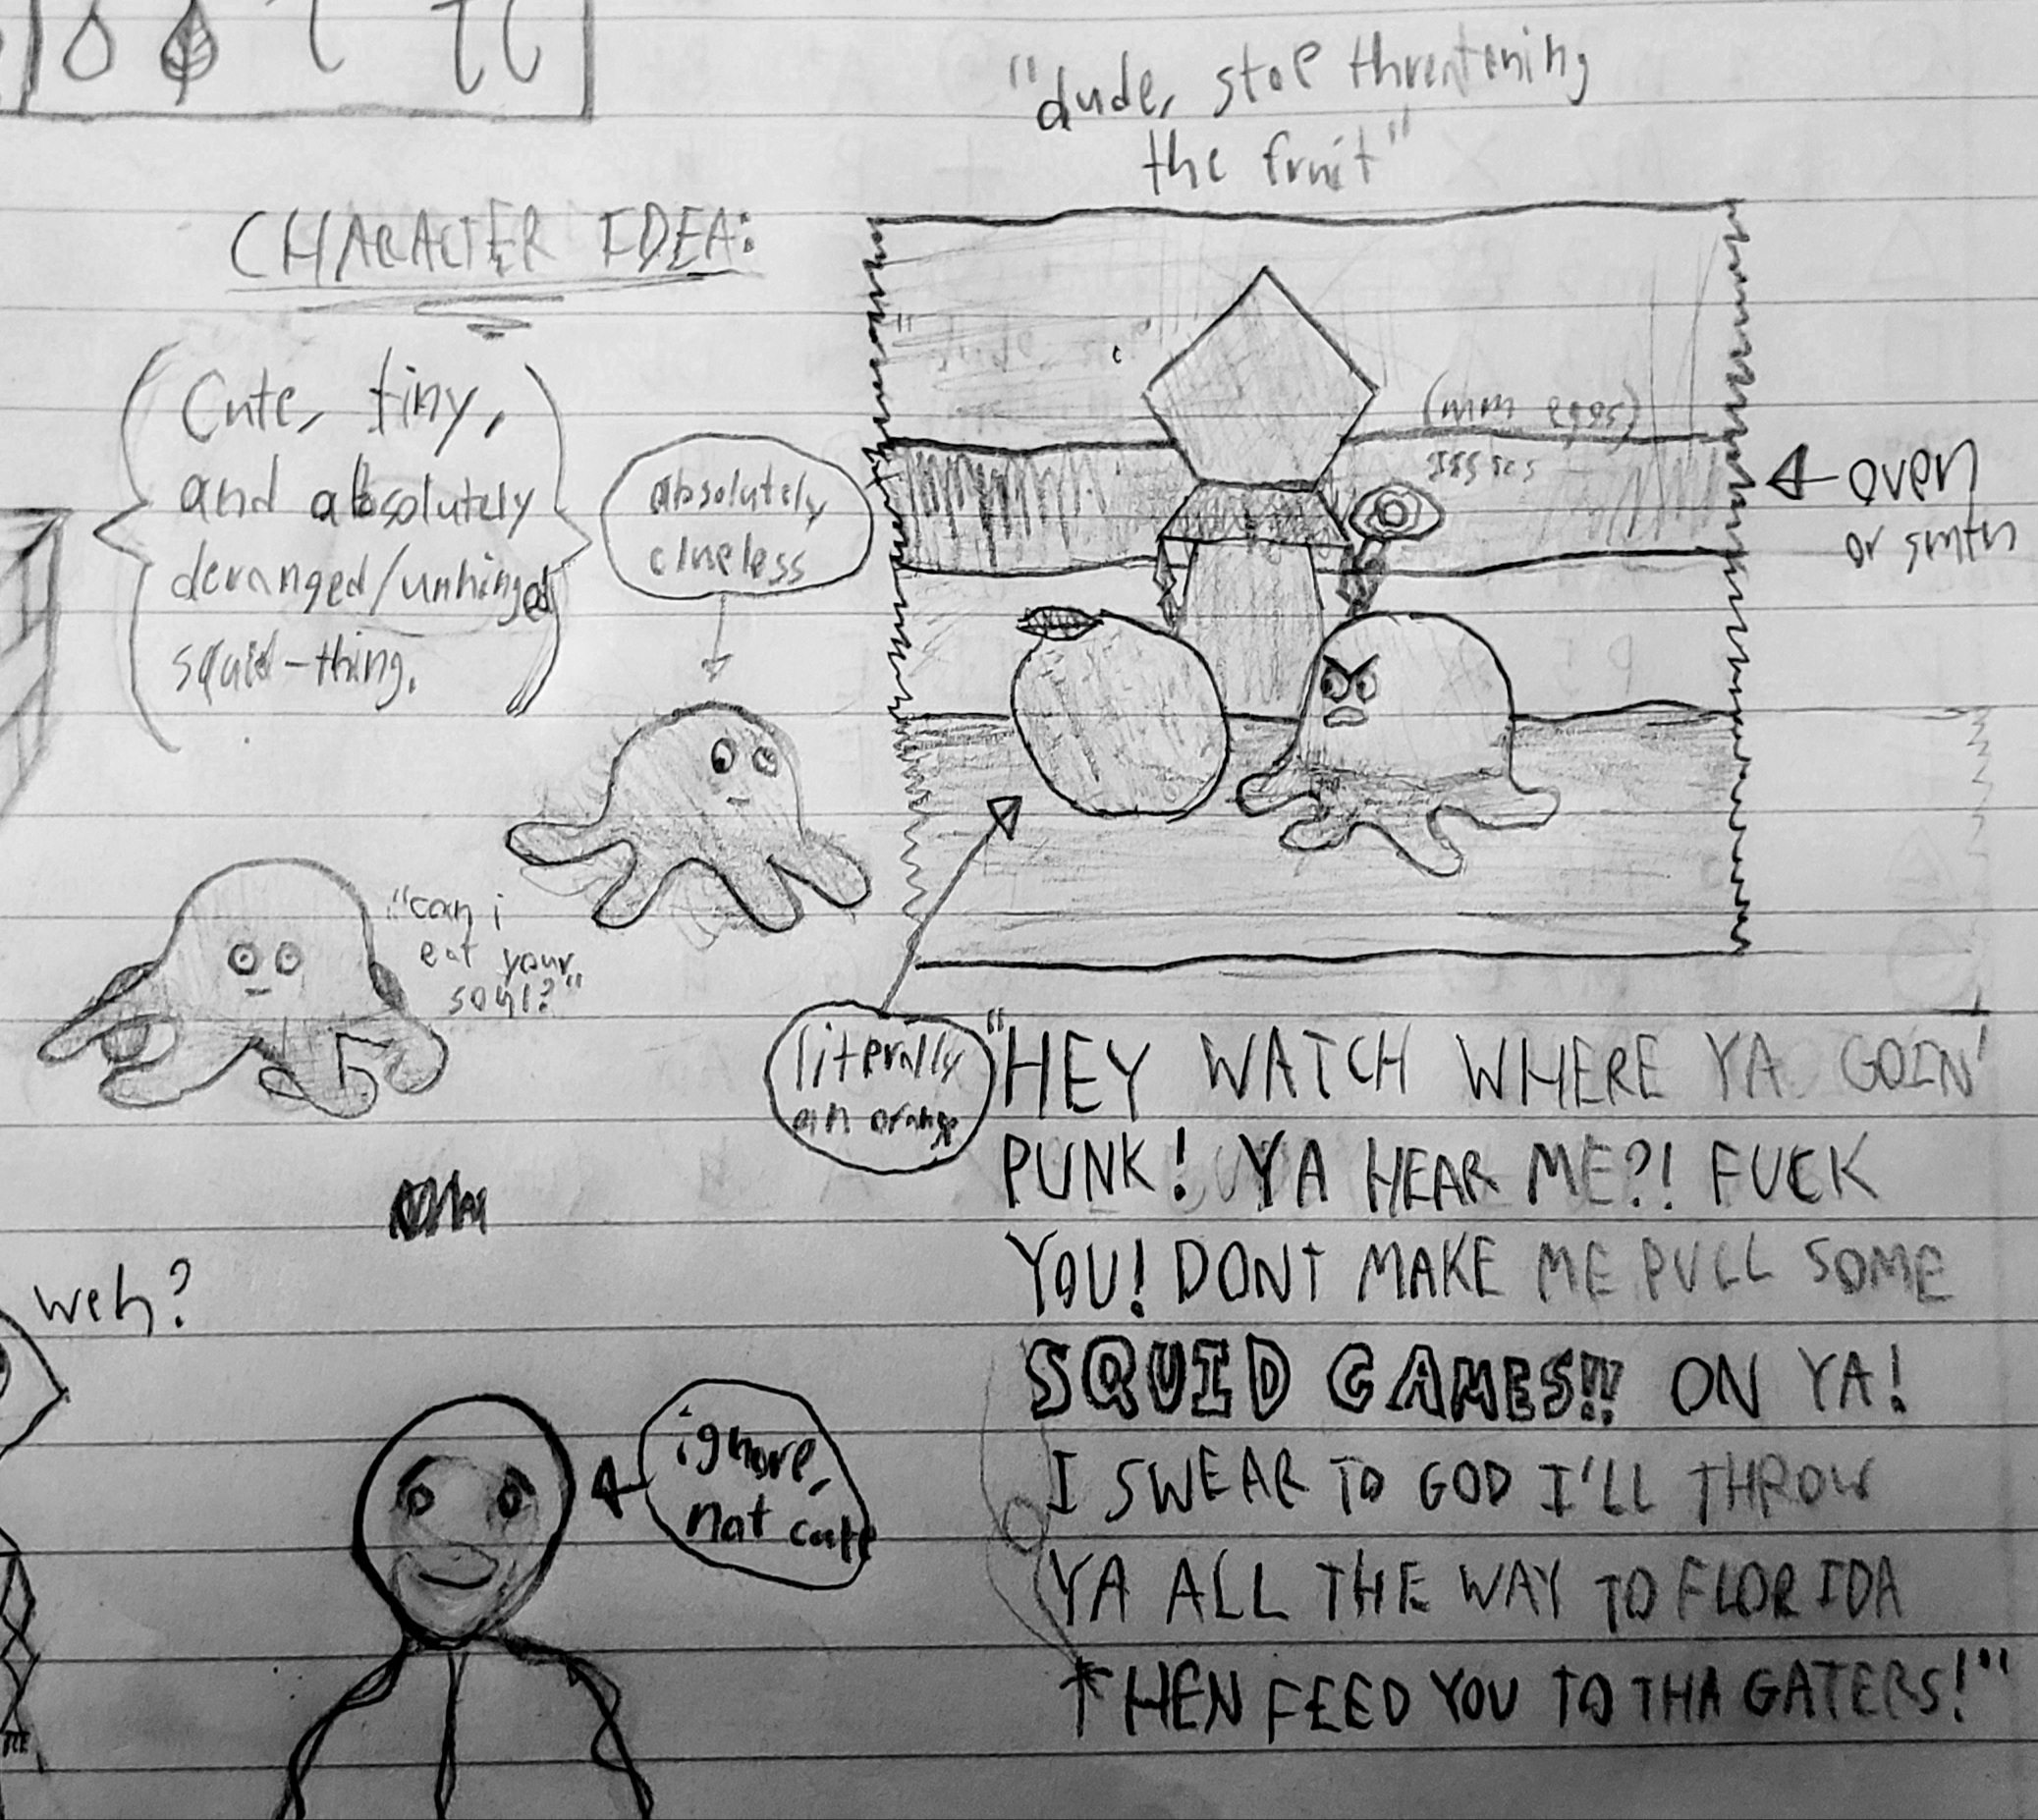 "dude, stop threntening
the fruit"
CHARACTER IDEA:
Cute, tiny,
and absolutely
deranged/unhinged
squid-thing.
absolutely
clueless
(mm eggs)
oven
or smth
"can i
eat your
soul?"
literally
an orange
"HEY WATCH WHERE YA GOIN'
PUNK! YA HEAR ME?! FUCK
YOU! DONT MAKE ME PULL SOME
SQUID GAMES!! ON YA!
I SWEAR TO GOD I'LL THROW
YA ALL THE WAY TO FLORIDA
THEN FEED YOU TO THA GATERS!"
weh?
ignore,
not cute